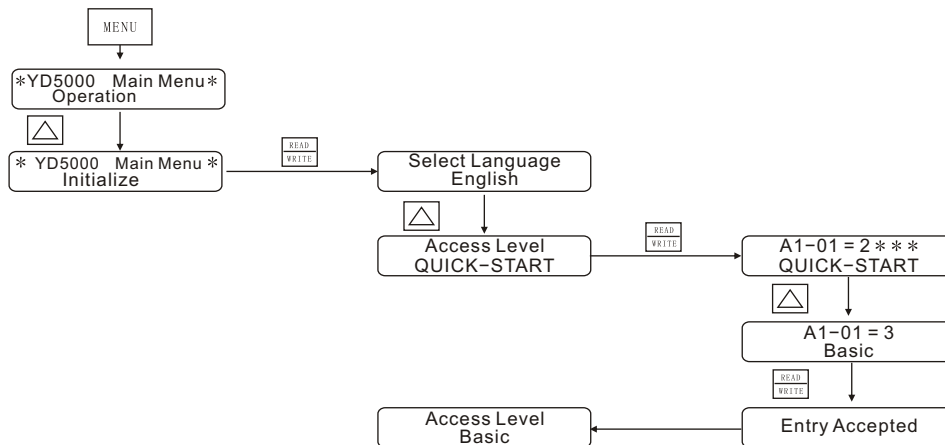 MENU
*YD5000 Main Menu*
Operation
* YD5000 Main Menu *
Initialize
READ
WRITE
Select Language
English
Access Level
QUICK-START
READ
WRITE
A1-01 = 2***
QUICK-START
A1-01 = 3
Basic
READ
WRITE
Entry Accepted
Access Level
Basic